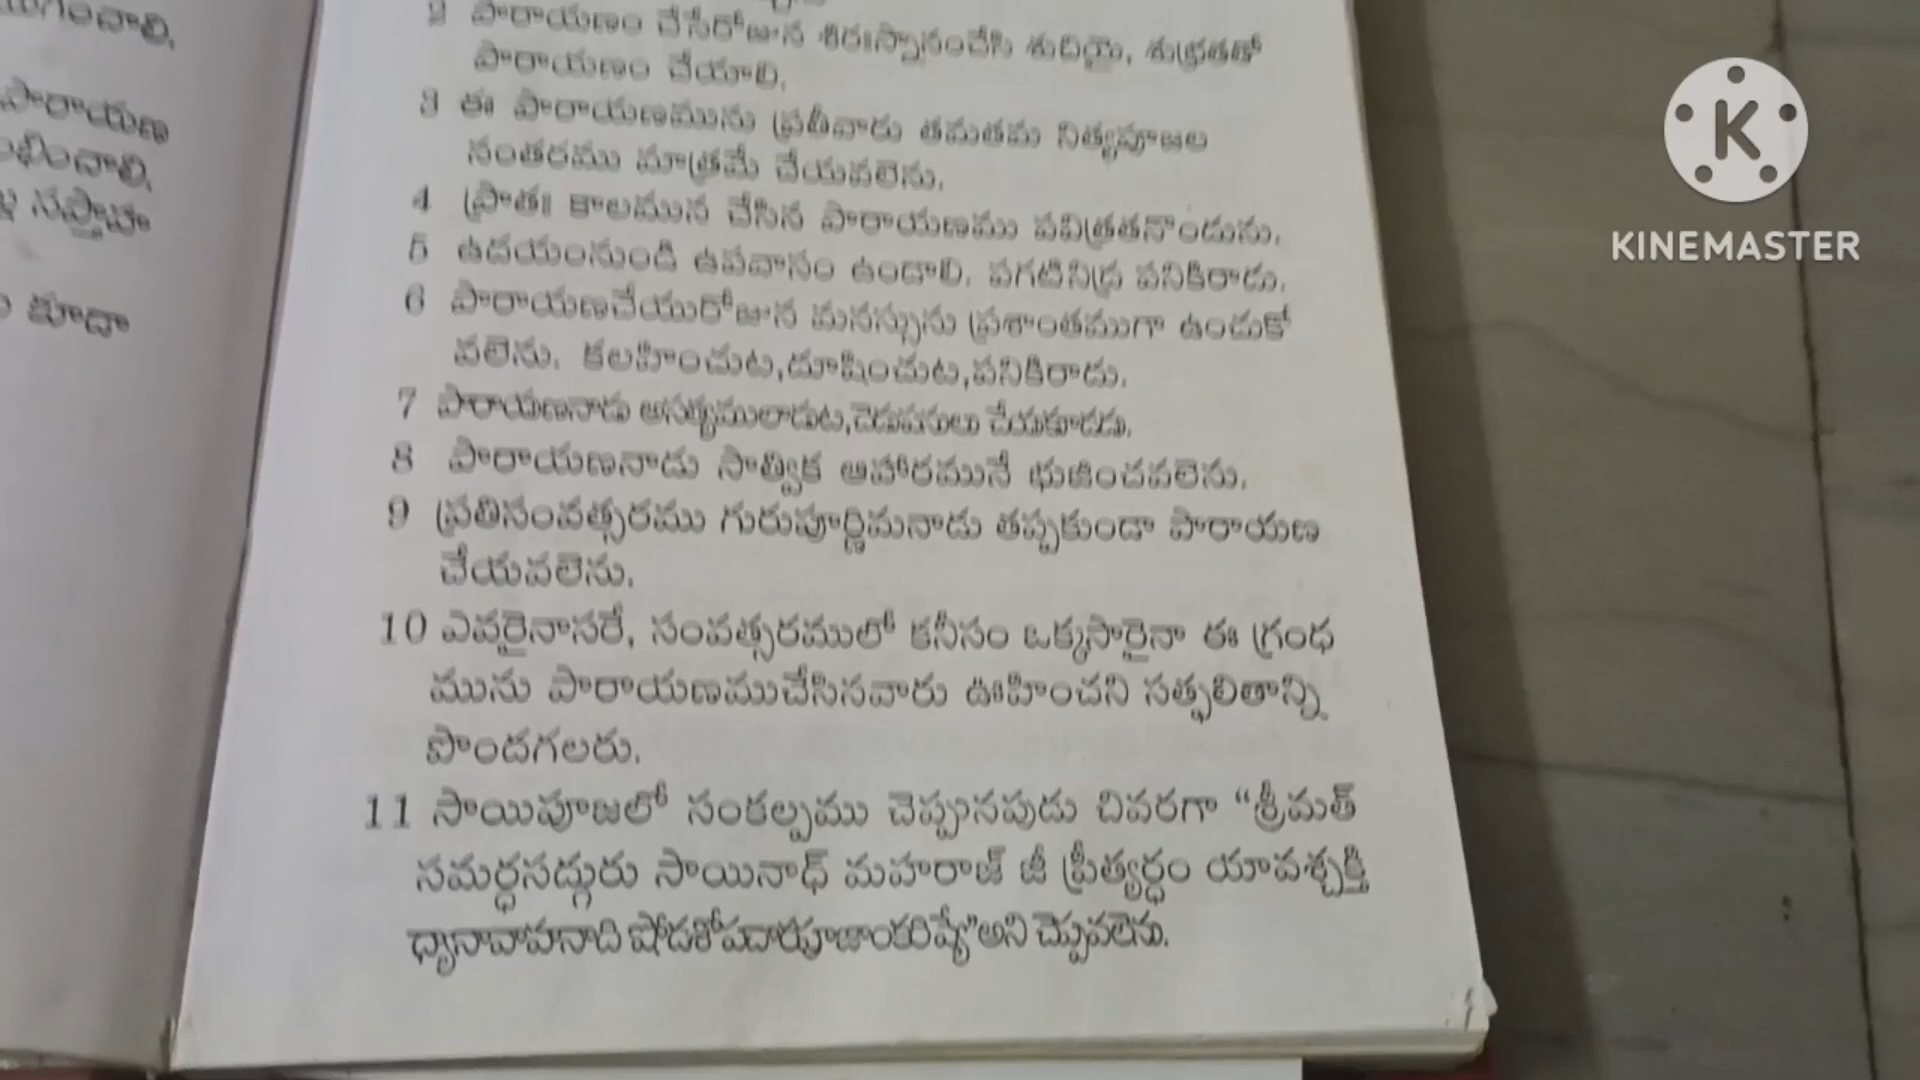 యోగించాలి.
పారాయణ
నభించాలి.
సప్తాహ
కూడా
2 పారాయణం చేసేరోజున శిరఃస్నానంచేసి శుచియై, శుభ్రతతో
పారాయణం చేయాలి.
3 ఈ పారాయణమును ప్రతీవారు తమతమ నిత్యపూజల
నంతరము మాత్రమే చేయవలెను.
4 ప్రాతః కాలమున చేసిన పారాయణము పవిత్రతనొందును.
5 ఉదయంనుండి ఉపవాసం ఉండాలి. పగటినిద్ర పనికిరాదు.
6 పారాయణచేయురోజున మనస్సును ప్రశాంతముగా ఉంచుకో
వలెను. కలహించుట,దూషించుట,పనికిరాదు.
7 పారాయణనాడు అసత్యములాడుట,చెడుపనులు చేయకూడదు.
8 పారాయణనాడు సాత్విక ఆహారమునే భుజించవలెను.
9 ప్రతిసంవత్సరము గురుపూర్ణిమనాడు తప్పకుండా పారాయణ
చేయవలెను.
10 ఎవరైనాసరే, సంవత్సరములో కనీసం ఒక్కసారైనా ఈ గ్రంధ
మును పారాయణముచేసినవారు ఊహించని సత్ఫలితాన్ని
పొందగలరు.
11 సాయిపూజలో సంకల్పము చెప్పునపుడు చివరగా “శ్రీమత్
సమర్ధసద్గురు సాయినాధ్ మహరాజ్ జీ ప్రీత్యర్ధం యావశ్చక్తి
ధ్యానావాహనాది షోడశోపచారపూజాంకరిష్యే”అని చెప్పవలెను.
K
KINEMASTER